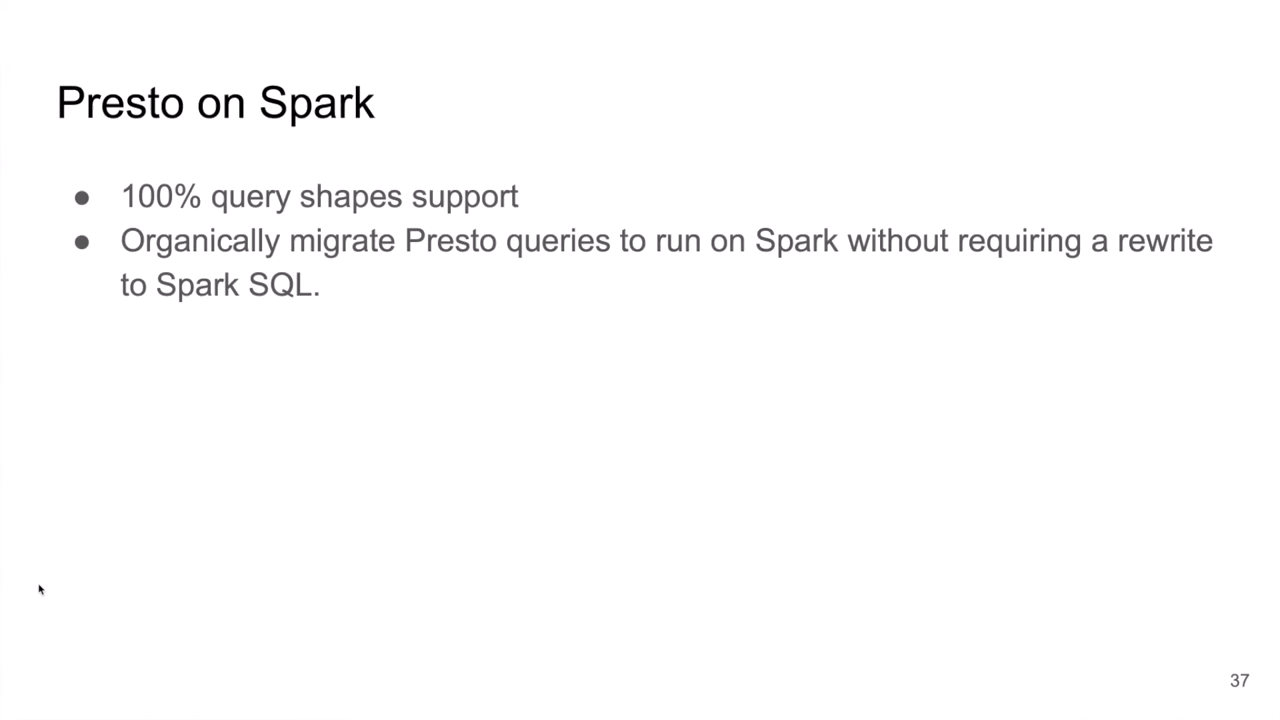 Presto on Spark
● 100% query shapes support
● Organically migrate Presto queries to run on Spark without requiring a rewrite
to Spark SQL.
37